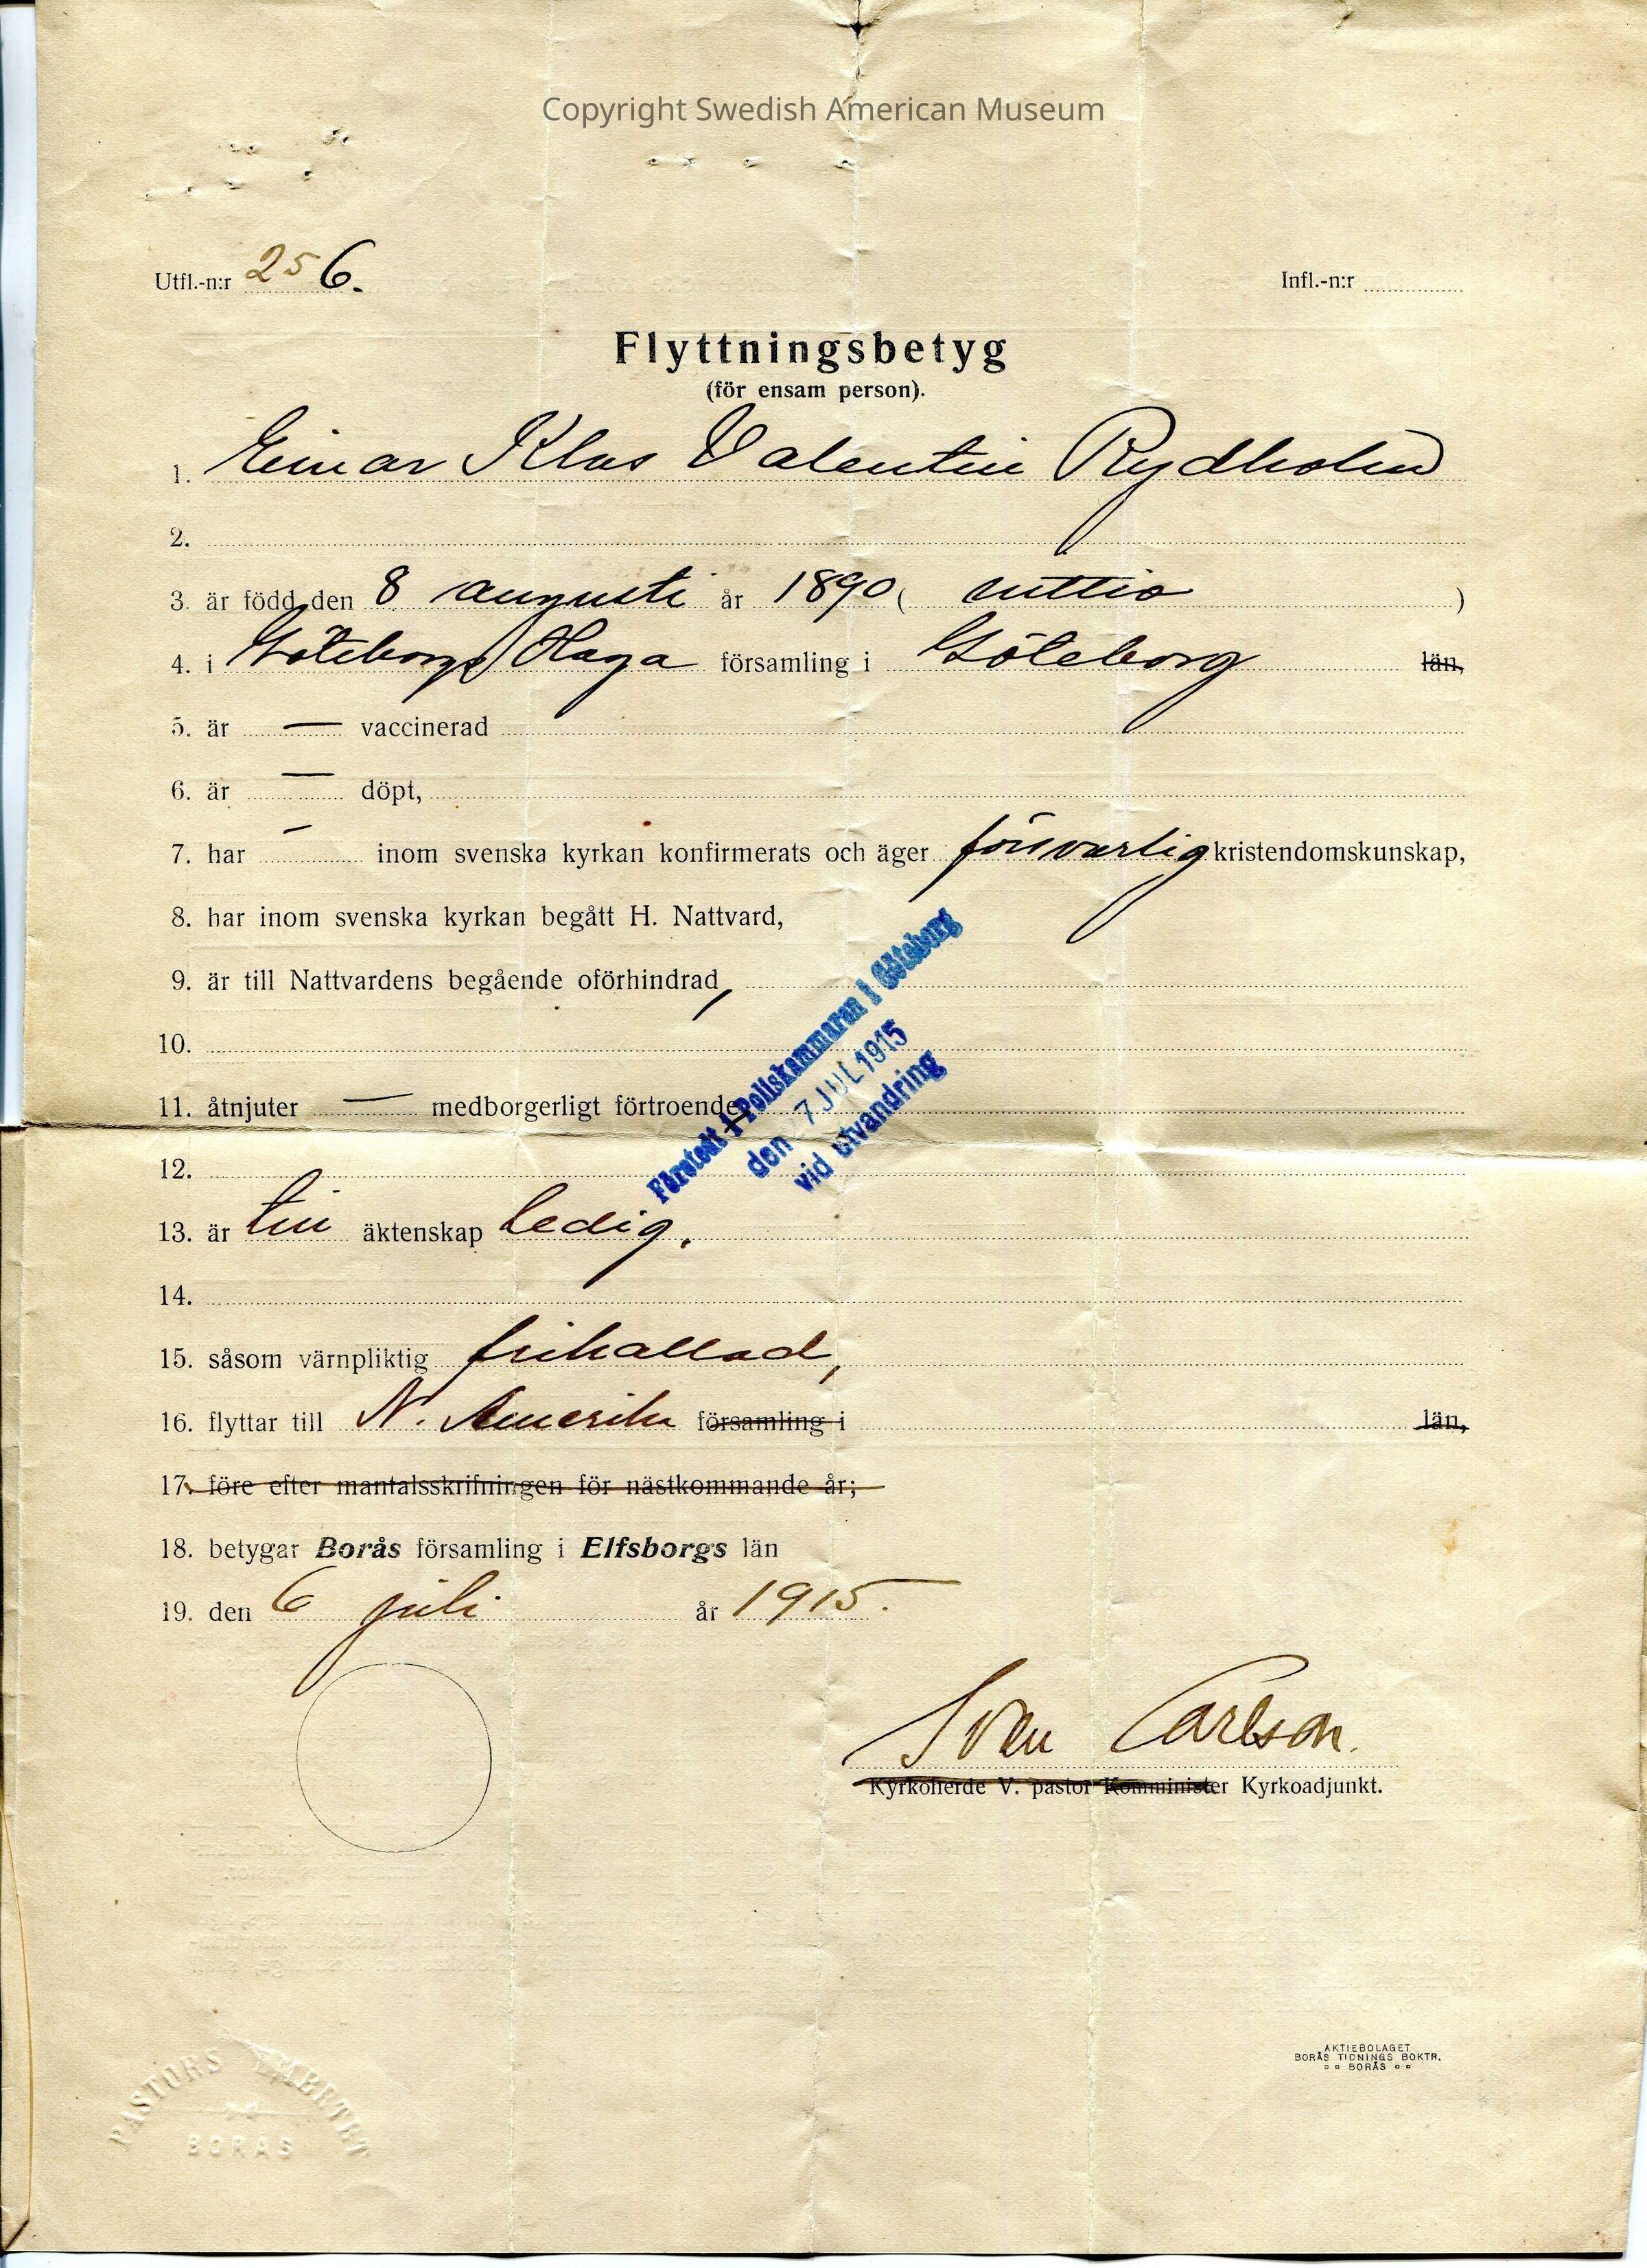 Copyright Swedish American Museum
Utfl.-n:r 256.
Infl.-n:r
Flyttningsbetyg
(för ensam person).
1. Einar Klas Valentin Rydholm
2.
3. är född den 8 augusti år 1890 ( nittio )
4. i Göteborgs Haga församling i Göteborg län,
5. är — vaccinerad
6. är — döpt,
7. har — inom svenska kyrkan konfirmerats och äger försvarlig kristendomskunskap,
8. har inom svenska kyrkan begått H. Nattvard,
9. är till Nattvardens begående oförhindrad,
10.
11. åtnjuter — medborgerligt förtroende
Företedt i Poliskammaran i Göteborg
den 7 JUL 1915
vid utvandring
12.
13. är till äktenskap ledig.
14.
15. såsom värnpliktig frikallad,
16. flyttar till N. Amerika församling i län,
17. före efter mantalsskrifningen för nästkommande år;
18. betygar Borås församling i Elfsborgs län
19. den 6 juli år 1915.
Sven Carlson.
Kyrkoherde V. pastor Komminister Kyrkoadjunkt.
PASTORS EMBETET
BORÅS
AKTIEBOLAGET
BORÅS TIDNINGS BOKTR.
BORÅS